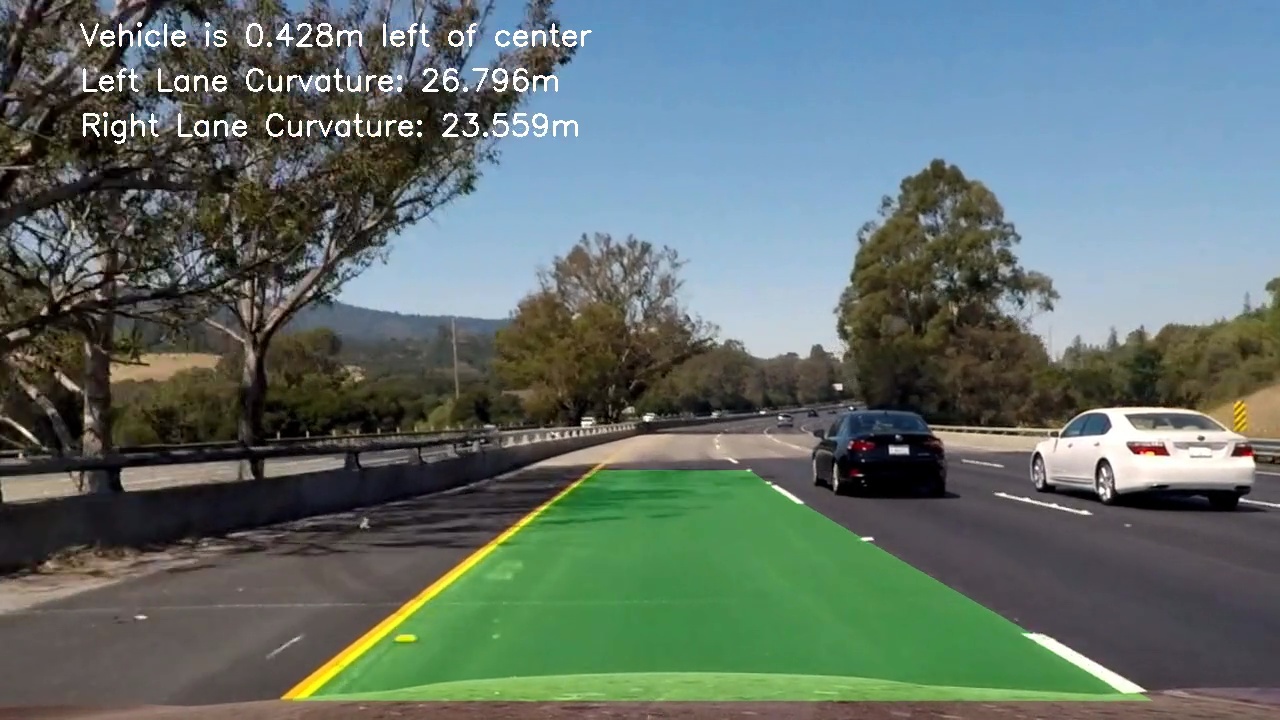 Vehicle is 0.428m left of center
Left Lane Curvature: 26.796m
Right Lane Curvature: 23.559m